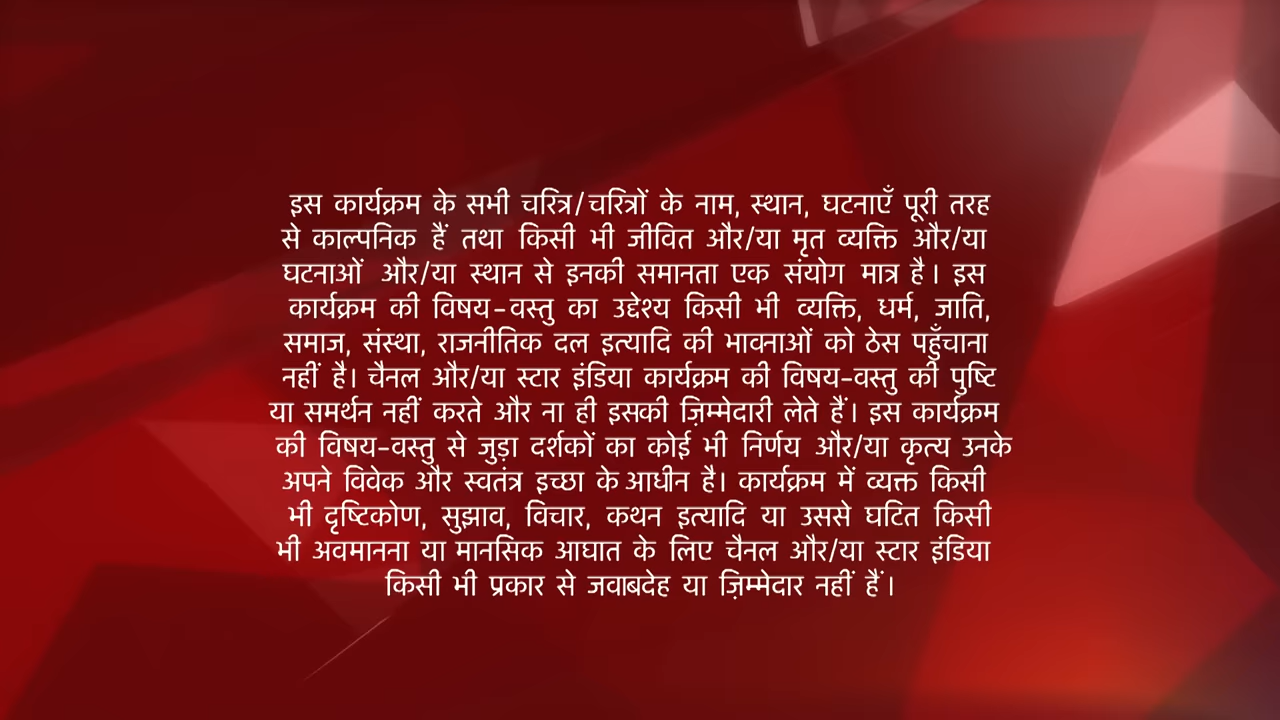 इस कार्यक्रम के सभी चरित्र/चरित्रों के नाम, स्थान, घटनाएँ पूरी तरह
से काल्पनिक हैं तथा किसी भी जीवित और/या मृत व्यक्ति और/या
घटनाओं और/या स्थान से इनकी समानता एक संयोग मात्र है। इस
कार्यक्रम की विषय-वस्तु का उद्देश्य किसी भी व्यक्ति, धर्म, जाति,
समाज, संस्था, राजनीतिक दल इत्यादि की भावनाओं को ठेस पहुँचाना
नहीं है। चैनल और/या स्टार इंडिया कार्यक्रम की विषय-वस्तु की पुष्टि
या समर्थन नहीं करते और ना ही इसकी ज़िम्मेदारी लेते हैं। इस कार्यक्रम
की विषय-वस्तु से जुड़ा दर्शकों का कोई भी निर्णय और/या कृत्य उनके
अपने विवेक और स्वतंत्र इच्छा के आधीन है। कार्यक्रम में व्यक्त किसी
भी दृष्टिकोण, सुझाव, विचार, कथन इत्यादि या उससे घटित किसी
भी अवमानना या मानसिक आघात के लिए चैनल और/या स्टार इंडिया
किसी भी प्रकार से जवाबदेह या ज़िम्मेदार नहीं हैं।